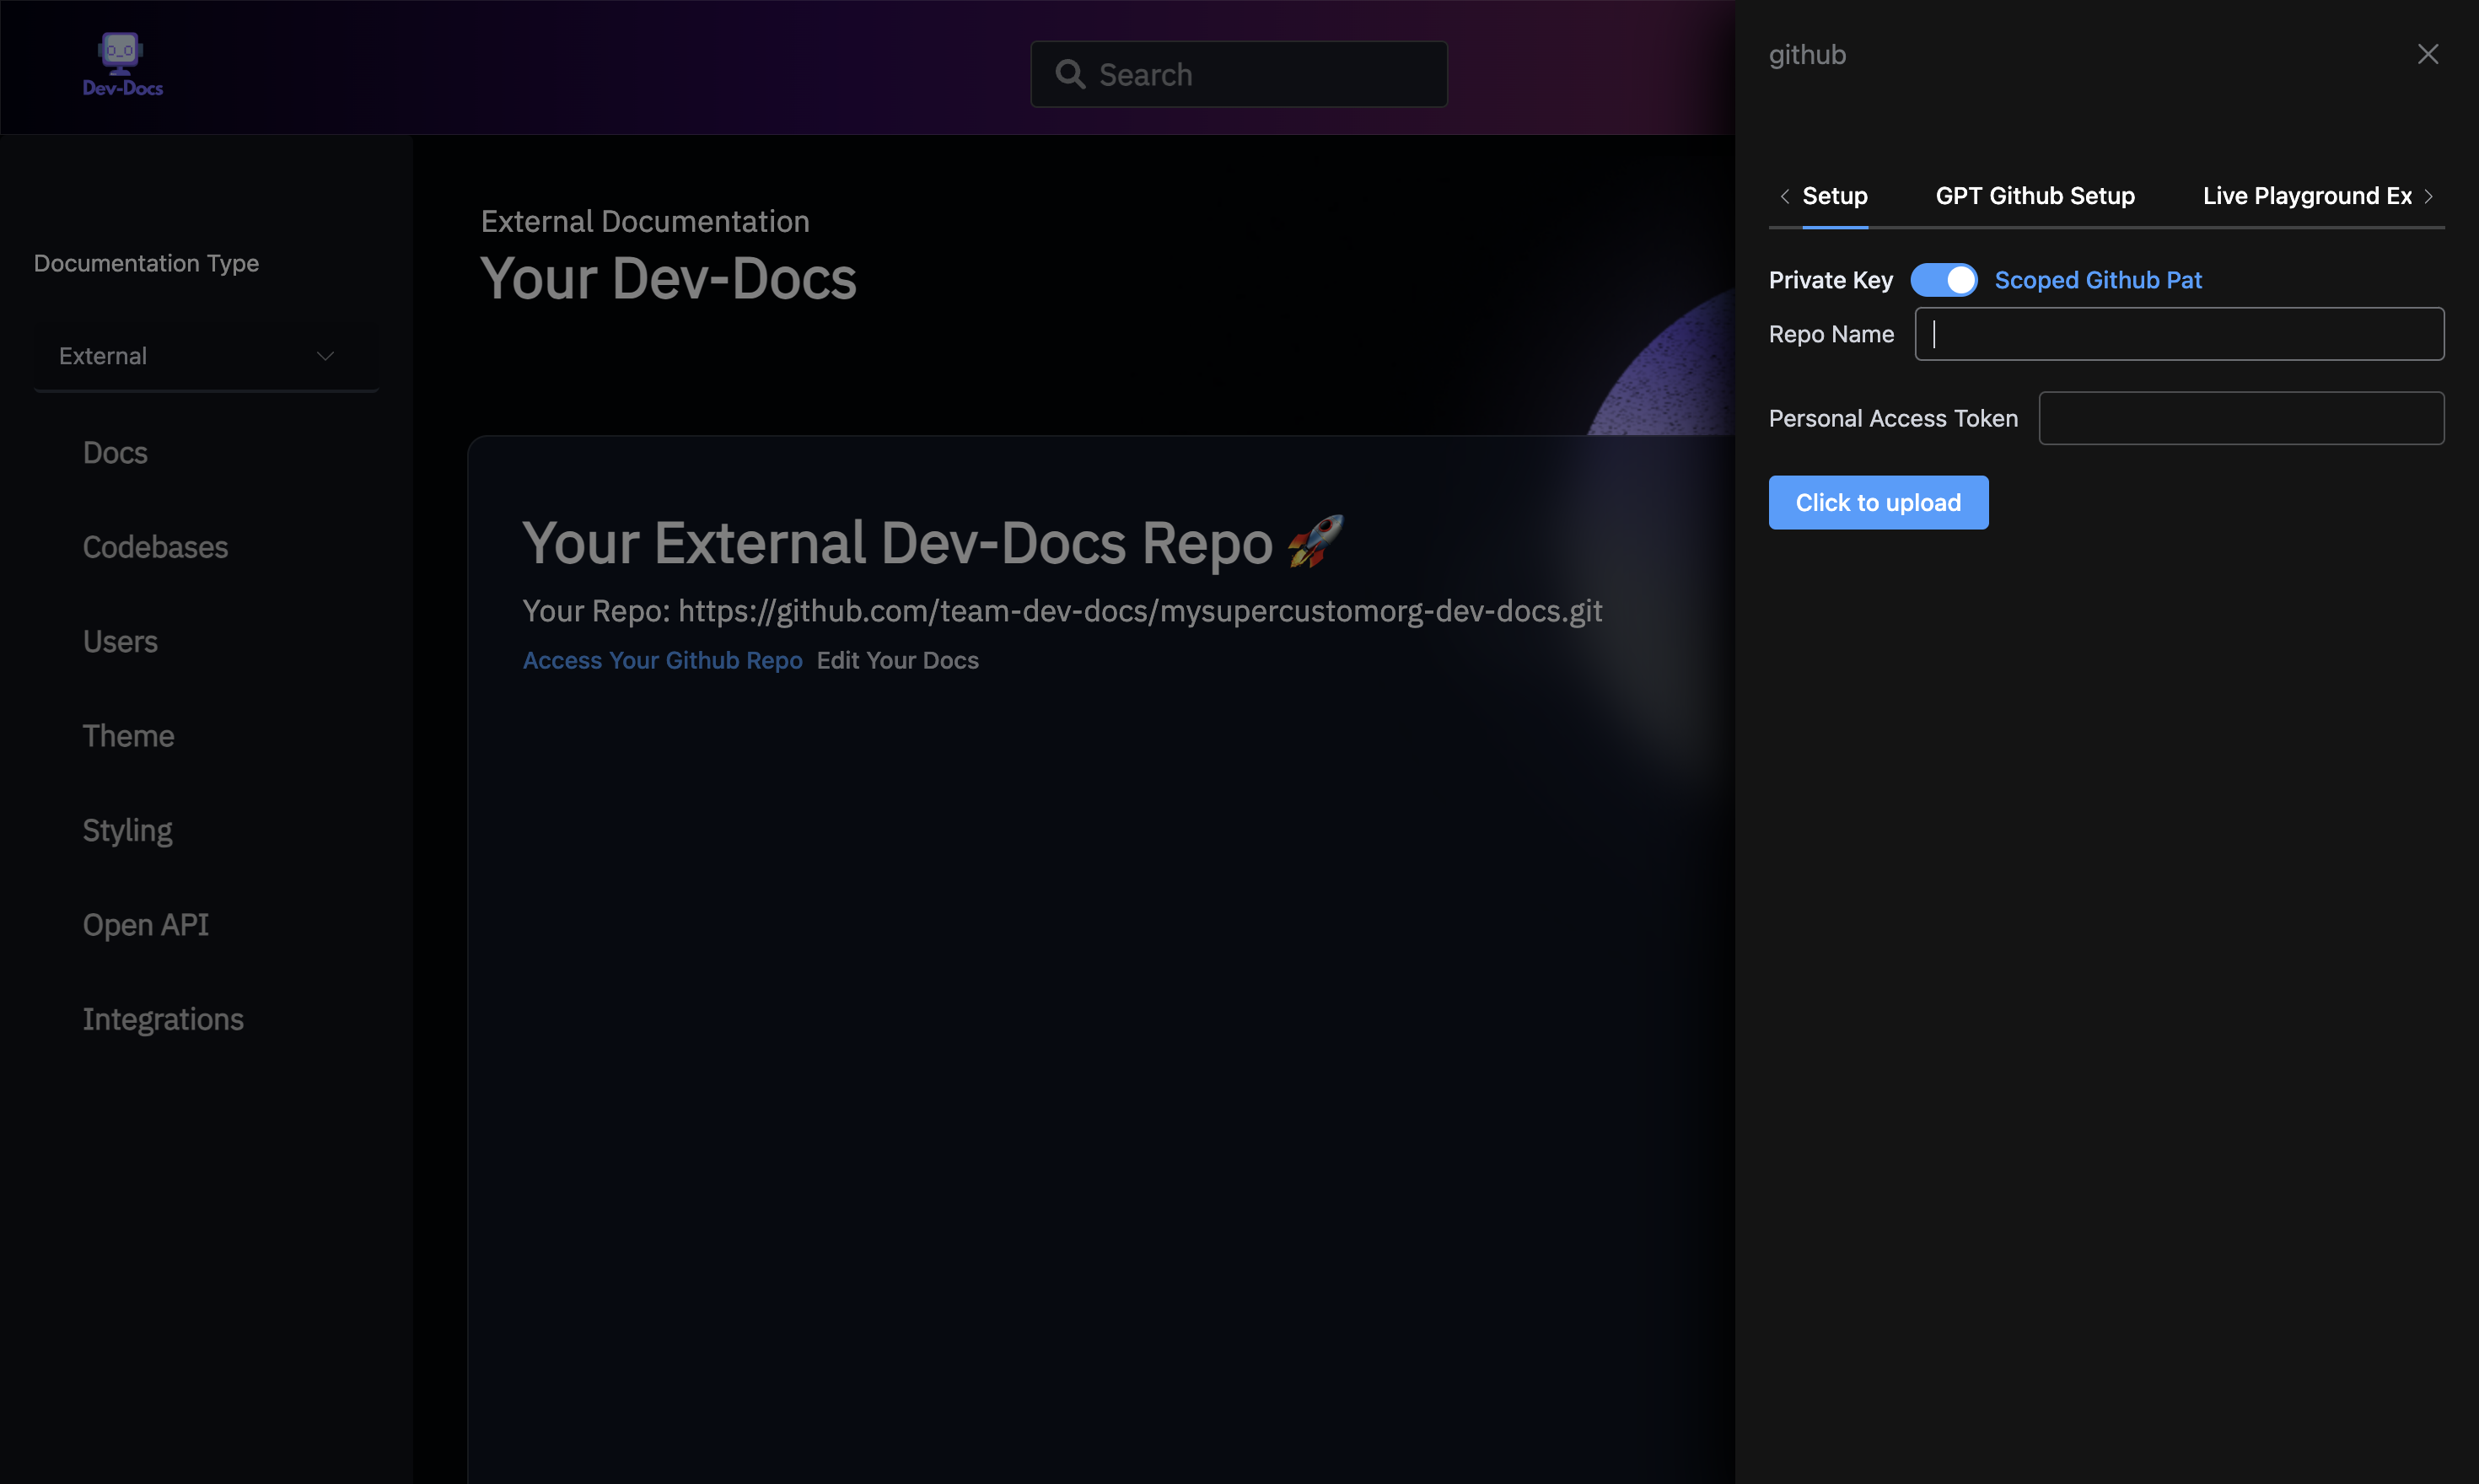 Dev-Docs
Search
Documentation Type
External
Docs
Codebases
Users
Theme
Styling
Open API
Integrations
External Documentation
Your Dev-Docs
Your External Dev-Docs Repo 🚀
Your Repo: https://github.com/team-dev-docs/mysupercustomorg-dev-docs.git
Access Your Github Repo Edit Your Docs
github
Setup GPT Github Setup Live Playground Ex
Private Key Scoped Github Pat
Repo Name
Personal Access Token
Click to upload